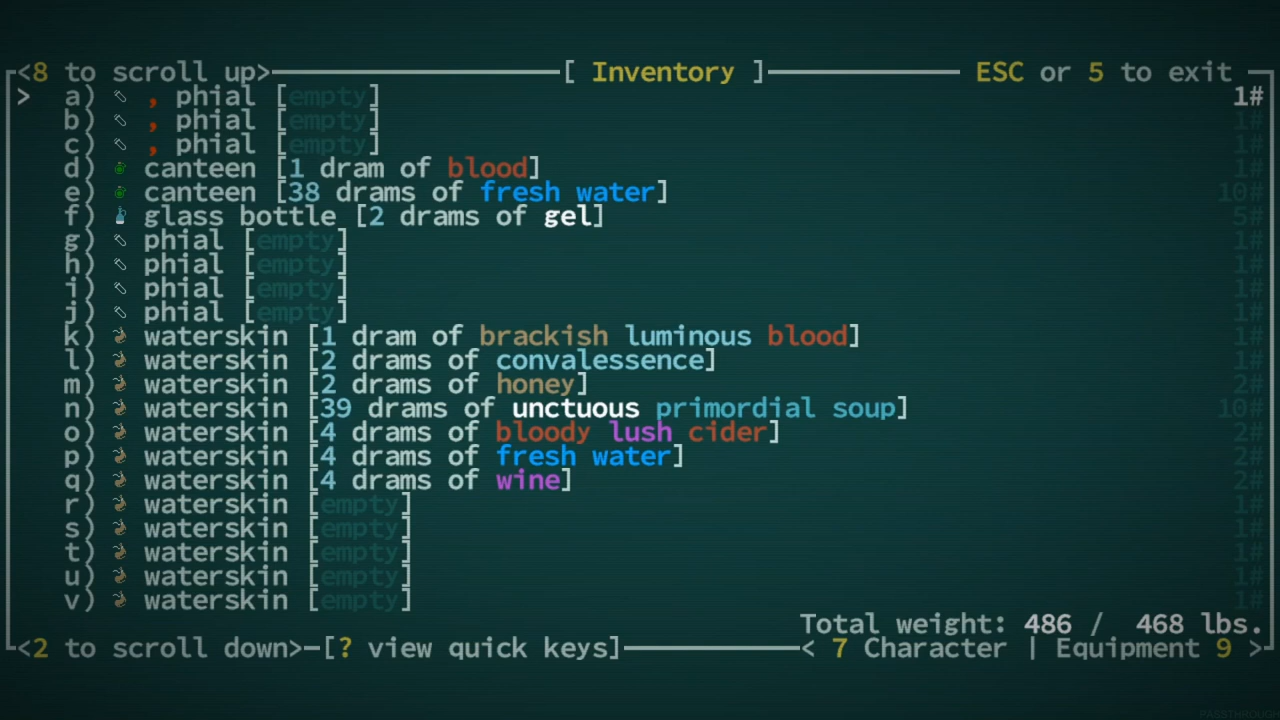 <8 to scroll up> [ Inventory ] ESC or 5 to exit
> a) , phial [empty] 1#
b) , phial [empty] 1#
c) , phial [empty] 1#
d) canteen [1 dram of blood] 1#
e) canteen [38 drams of fresh water] 10#
f) glass bottle [2 drams of gel] 5#
g) phial [empty] 1#
h) phial [empty] 1#
i) phial [empty] 1#
j) phial [empty] 1#
k) waterskin [1 dram of brackish luminous blood] 1#
l) waterskin [2 drams of convalessence] 1#
m) waterskin [2 drams of honey] 2#
n) waterskin [39 drams of unctuous primordial soup] 10#
o) waterskin [4 drams of bloody lush cider] 2#
p) waterskin [4 drams of fresh water] 2#
q) waterskin [4 drams of wine] 2#
r) waterskin [empty] 1#
s) waterskin [empty] 1#
t) waterskin [empty] 1#
u) waterskin [empty] 1#
v) waterskin [empty] 1#
Total weight: 486 / 468 lbs.
<2 to scroll down> [? view quick keys] < 7 Character | Equipment 9 >